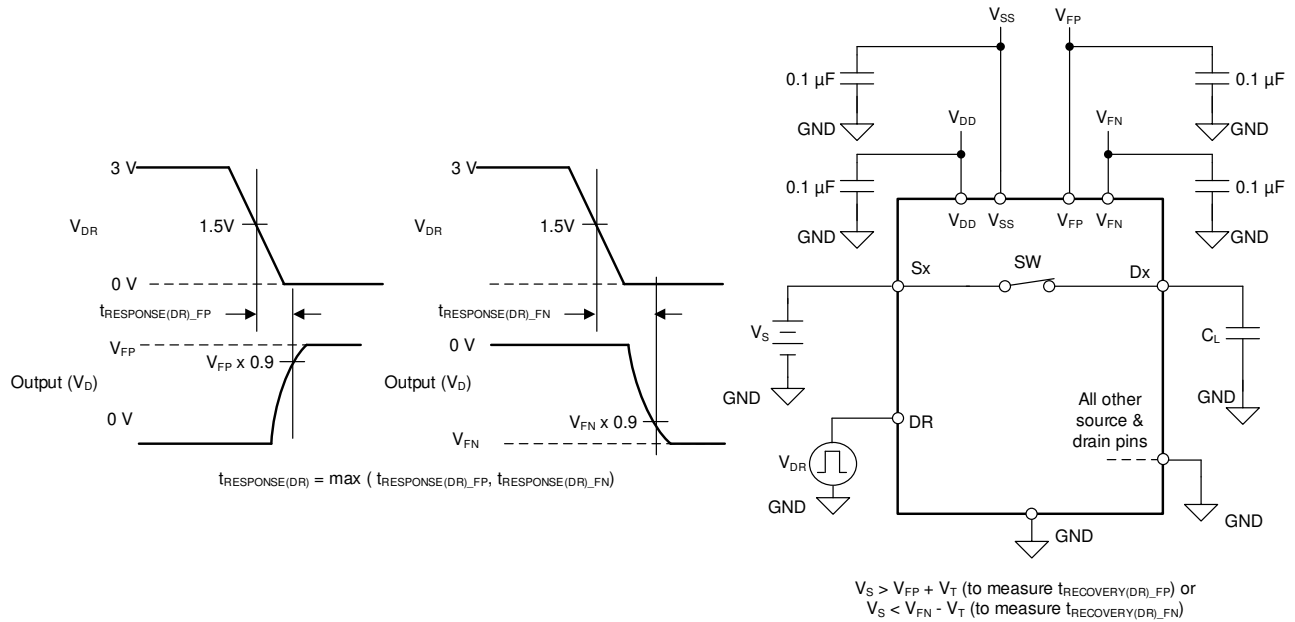 3 V
V_DR
1.5V
0 V
t_RESPONSE(DR)_FP
V_FP
V_FP x 0.9
Output (V_D)
0 V
3 V
V_DR
1.5V
0 V
t_RESPONSE(DR)_FN
0 V
Output (V_D)
V_FN x 0.9
V_FN
t_RESPONSE(DR) = max ( t_RESPONSE(DR)_FP, t_RESPONSE(DR)_FN)
V_SS
V_FP
0.1 µF
0.1 µF
GND
V_DD
V_FN
GND
0.1 µF
0.1 µF
GND
V_DD
V_SS
V_FP
V_FN
GND
Sx
SW
Dx
V_S
C_L
GND
GND
All other
source &
drain pins
DR
V_DR
GND
GND
GND
V_S > V_FP + V_T (to measure t_RECOVERY(DR)_FP) or
V_S < V_FN - V_T (to measure t_RECOVERY(DR)_FN)